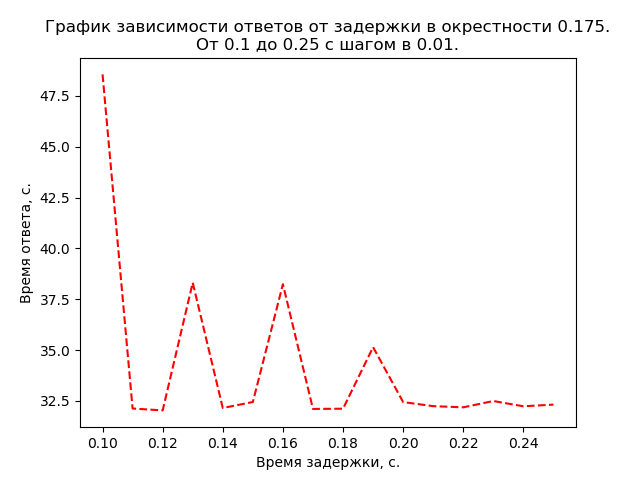 График зависимости ответов от задержки в окрестности 0.175.
От 0.1 до 0.25 с шагом в 0.01.
47.5
45.0
42.5
40.0
37.5
35.0
32.5
Время ответа, с.
0.10 0.12 0.14 0.16 0.18 0.20 0.22 0.24
Время задержки, с.